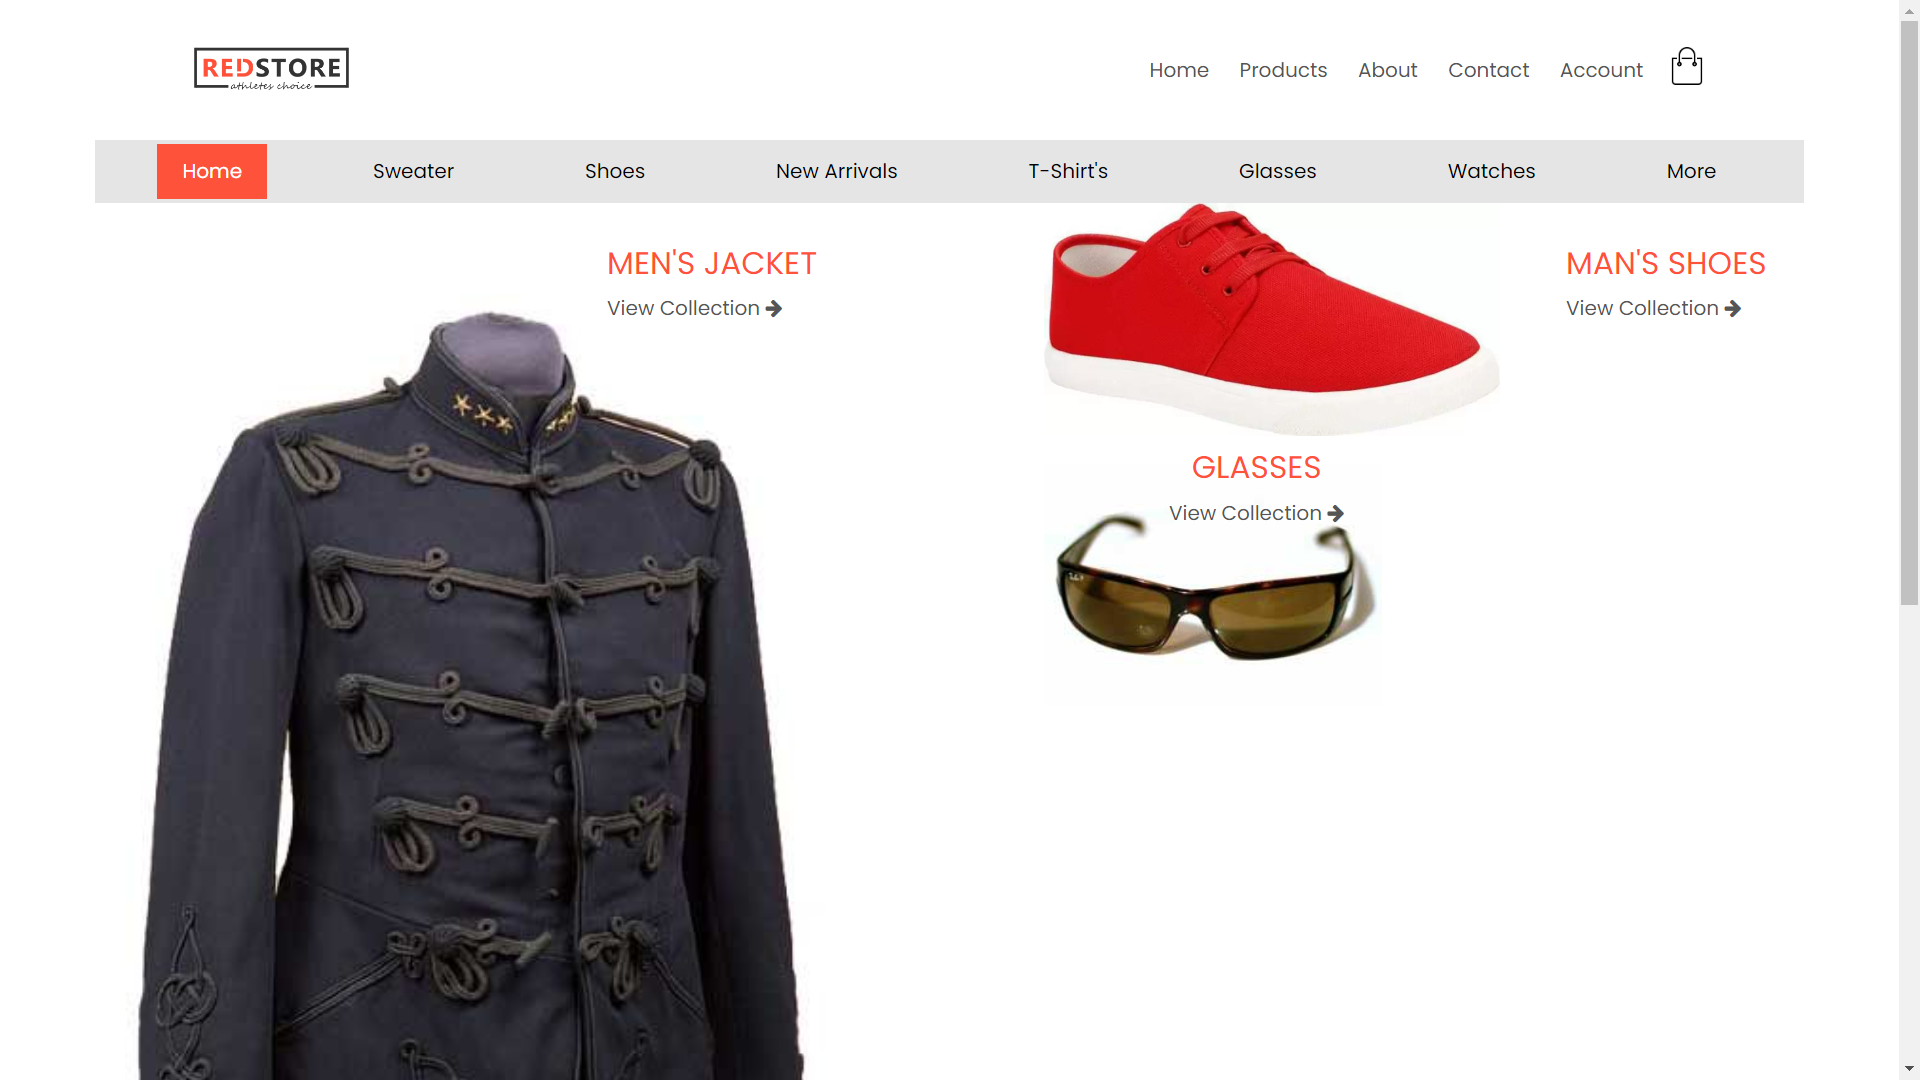 REDSTORE
athletes choice
Home
Products
About
Contact
Account
Home
Sweater
Shoes
New Arrivals
T-Shirt's
Glasses
Watches
More
MEN'S JACKET
View Collection
MAN'S SHOES
View Collection
GLASSES
View Collection